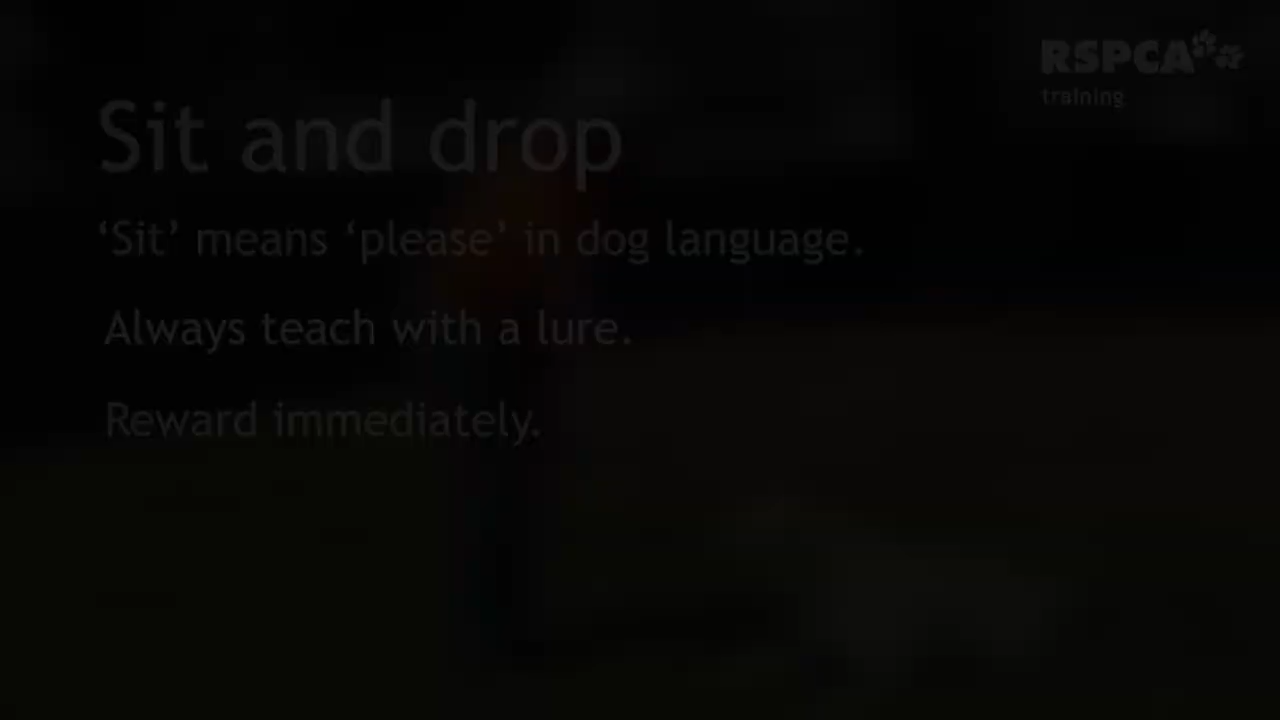 RSPCA
training
Sit and drop
‘Sit’ means ‘please’ in dog language.
Always teach with a lure.
Reward immediately.